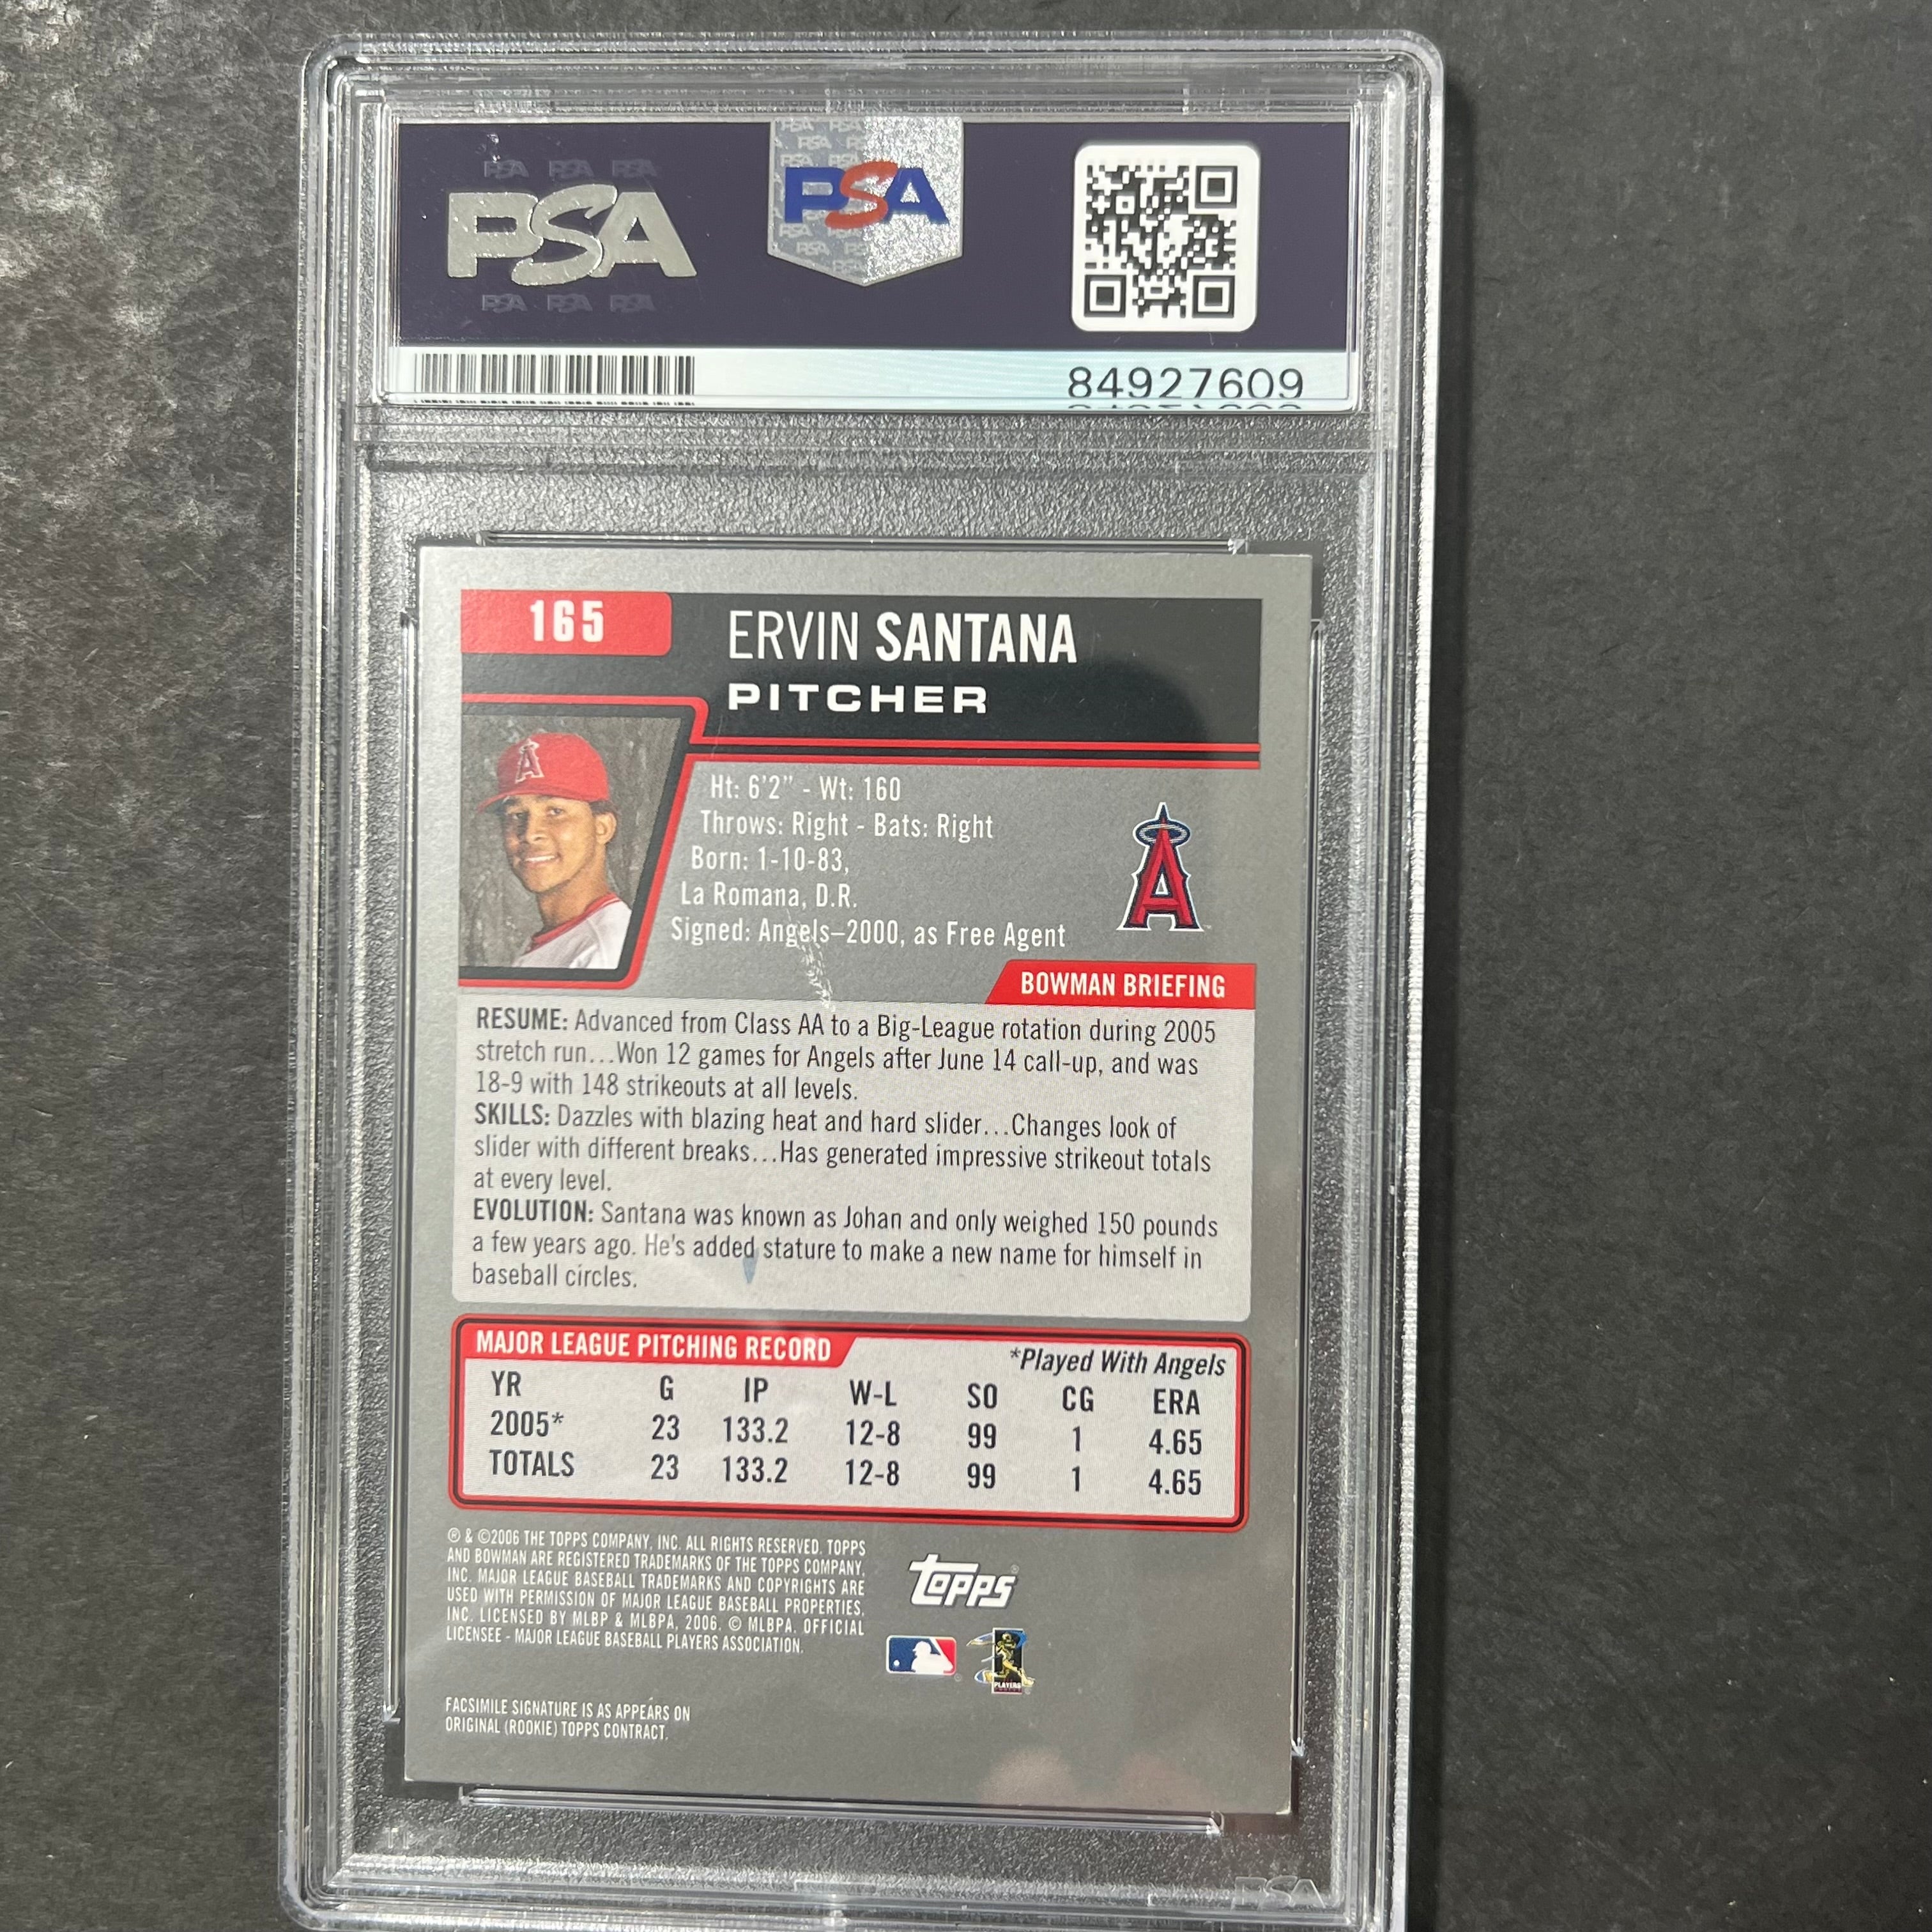 PSA PSA PSA
PSA
PSA PSA PSA
PSA
84927609
165
ERVIN SANTANA
PITCHER
A
Ht: 6'2" - Wt: 160
Throws: Right - Bats: Right
Born: 1-10-83,
La Romana, D.R.
Signed: Angels–2000, as Free Agent
A
BOWMAN BRIEFING
RESUME: Advanced from Class AA to a Big-League rotation during 2005
stretch run...Won 12 games for Angels after June 14 call-up, and was
18-9 with 148 strikeouts at all levels.
SKILLS: Dazzles with blazing heat and hard slider...Changes look of
slider with different breaks...Has generated impressive strikeout totals
at every level.
EVOLUTION: Santana was known as Johan and only weighed 150 pounds
a few years ago. He's added stature to make a new name for himself in
baseball circles.
MAJOR LEAGUE PITCHING RECORD
*Played With Angels
YR G IP W-L SO CG ERA
2005* 23 133.2 12-8 99 1 4.65
TOTALS 23 133.2 12-8 99 1 4.65
® & ©2006 THE TOPPS COMPANY, INC. ALL RIGHTS RESERVED. TOPPS
AND BOWMAN ARE REGISTERED TRADEMARKS OF THE TOPPS COMPANY,
INC. MAJOR LEAGUE BASEBALL TRADEMARKS AND COPYRIGHTS ARE
USED WITH PERMISSION OF MAJOR LEAGUE BASEBALL PROPERTIES,
INC. LICENSED BY MLBP & MLBPA, 2006. © MLBPA. OFFICIAL
LICENSEE - MAJOR LEAGUE BASEBALL PLAYERS ASSOCIATION.
Topps
PLAYERS
FACSIMILE SIGNATURE IS AS APPEARS ON
ORIGINAL (ROOKIE) TOPPS CONTRACT.
PSA